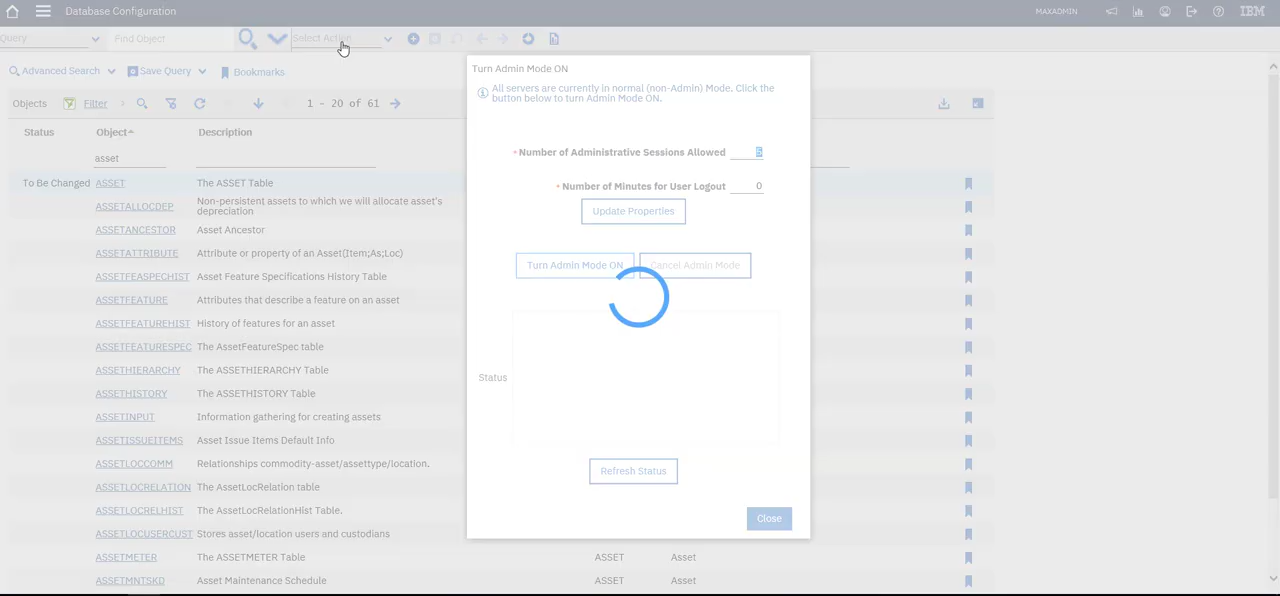 Database Configuration
MAXADMIN
IBM
Query
Find Object
Select Action
Advanced Search
Save Query
Bookmarks
Objects
Filter
1 - 20 of 61
Status
Object
Description
asset
To Be Changed ASSET The ASSET Table
ASSETALLOCDEP Non-persistent assets to which we will allocate asset's
depreciation
ASSETANCESTOR Asset Ancestor
ASSETATTRIBUTE Attribute or property of an Asset(Item;As;Loc)
ASSETFEASPECHIST Asset Feature Specifications History Table
ASSETFEATURE Attributes that describe a feature on an asset
ASSETFEATUREHIST History of features for an asset
ASSETFEATURESPEC The AssetFeatureSpec table
ASSETHIERARCHY The ASSETHIERARCHY Table
ASSETHISTORY The ASSETHISTORY Table
ASSETINPUT Information gathering for creating assets
ASSETISSUEITEMS Asset Issue Items Default Info
ASSETLOCCOMM Relationships commodity-asset/assettype/location.
ASSETLOCRELATION The AssetLocRelation table
ASSETLOCRELHIST The AssetLocRelationHist Table.
ASSETLOCUSERCUST Stores asset/location users and custodians
ASSETMETER The ASSETMETER Table ASSET Asset
ASSETMNTSKD Asset Maintenance Schedule ASSET Asset
Turn Admin Mode ON
All servers are currently in normal (non-Admin) Mode. Click the
button below to turn Admin Mode ON.
* Number of Administrative Sessions Allowed 5
* Number of Minutes for User Logout 0
Update Properties
Turn Admin Mode ON
Cancel Admin Mode
Status
Refresh Status
Close